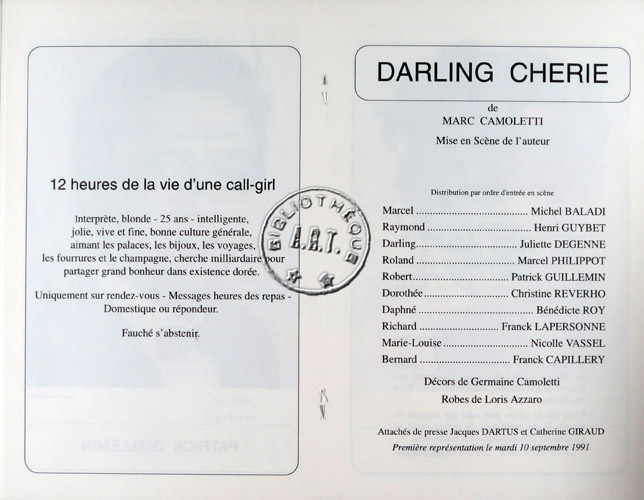 12 heures de la vie d'une call-girl
Interprète, blonde - 25 ans - intelligente,
jolie, vive et fine, bonne culture générale,
aimant les palaces, les bijoux, les voyages,
les fourrures et le champagne, cherche milliardaire pour
partager grand bonheur dans existence dorée.
Uniquement sur rendez-vous - Messages heures des repas -
Domestique ou répondeur.
Fauché s'abstenir.
BIBLIOTHÈQUE
A.R.T.
DARLING CHERIE
de
MARC CAMOLETTI
Mise en Scène de l'auteur
Distribution par ordre d'entrée en scène
Marcel ........................................ Michel BALADI
Raymond ........................................ Henri GUYBET
Darling ........................................ Juliette DEGENNE
Roland ........................................ Marcel PHILIPPOT
Robert ........................................ Patrick GUILLEMIN
Dorothée ........................................ Christine REVERHO
Daphné ........................................ Bénédicte ROY
Richard ........................................ Franck LAPERSONNE
Marie-Louise ........................................ Nicolle VASSEL
Bernard ........................................ Franck CAPILLERY
Décors de Germaine Camoletti
Robes de Loris Azzaro
Attachés de presse Jacques DARTUS et Catherine GIRAUD
Première représentation le mardi 10 septembre 1991
PATRICK GUILLEMIN